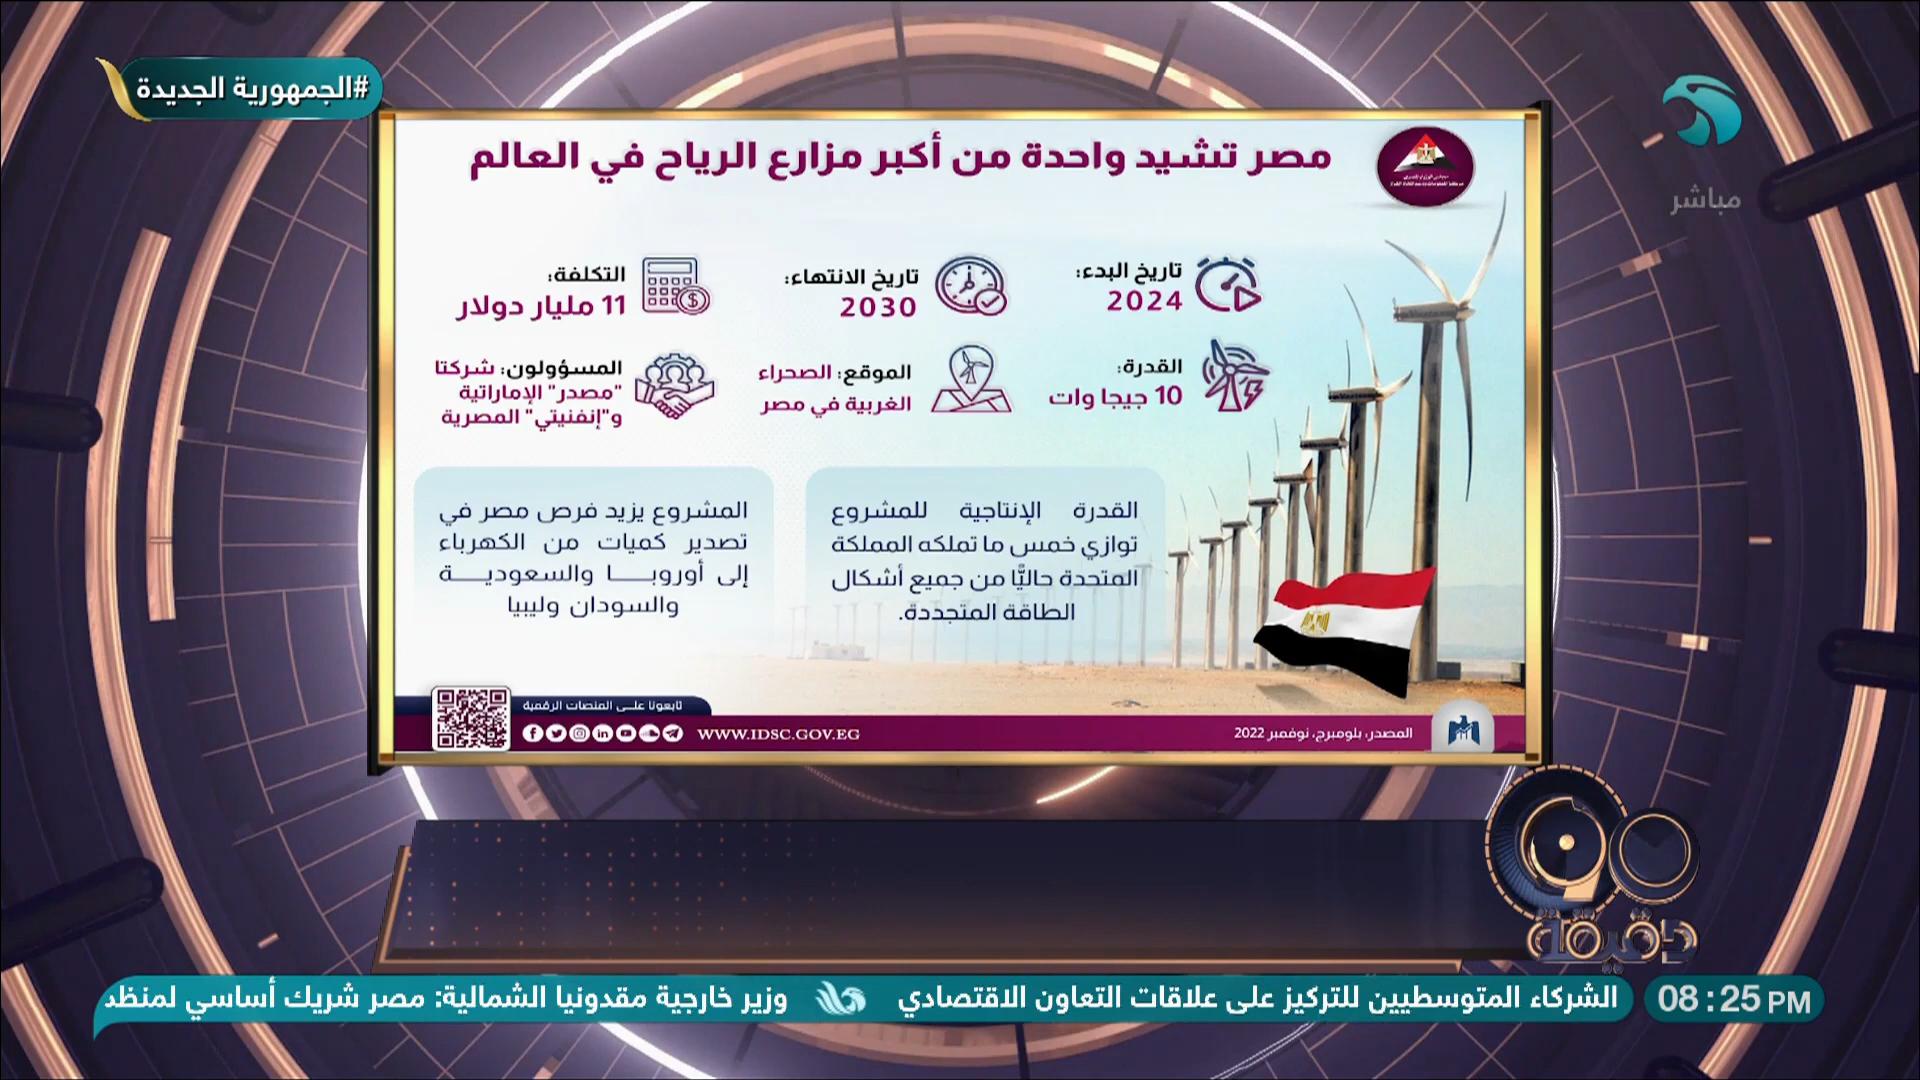 #الجمهورية الجديدة
مباشر
مصر تشيد واحدة من أكبر مزارع الرياح في العالم
تاريخ البدء:
2024
تاريخ الانتهاء:
2030
التكلفة:
11 مليار دولار
القدرة:
10 جيجا وات
الموقع: الصحراء
الغربية في مصر
المسؤولون: شركتا
"مصدر" الإماراتية
و"إنفنيتي" المصرية
القدرة الإنتاجية للمشروع
توازي خمس ما تملكه المملكة
المتحدة حاليًّا من جميع أشكال
الطاقة المتجددة.
المشروع يزيد فرص مصر في
تصدير كميات من الكهرباء
إلى أوروبا والسعودية
والسودان وليبيا
تابعونا على المنصات الرقمية
WWW.IDSC.GOV.EG
المصدر، بلومبرج، نوفمبر 2022
90
دقيقة
08:25 PM
الشركاء المتوسطيين للتركيز على علاقات التعاون الاقتصادي
وزير خارجية مقدونيا الشمالية: مصر شريك أساسي لمنظد